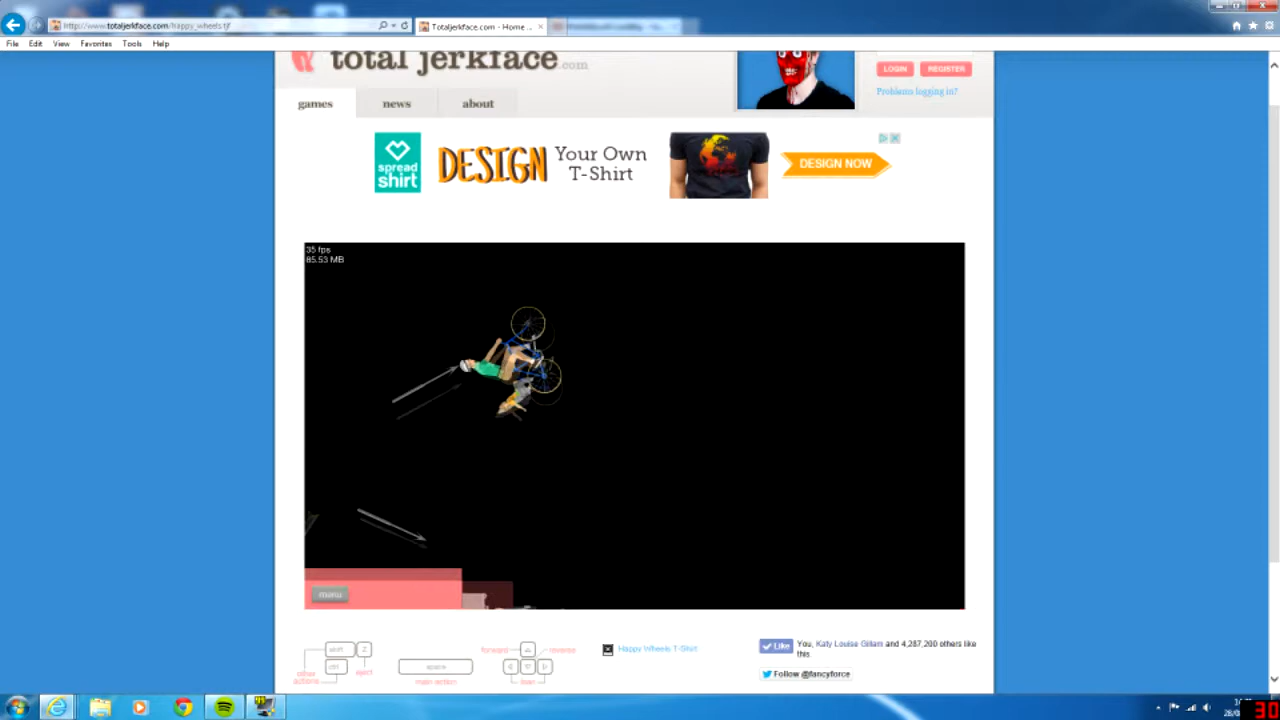 http://www.totaljerkface.com/happy_wheels.tjf
Totaljerkface.com - Home ...
File Edit View Favorites Tools Help
total jerkface.com
LOGIN REGISTER
Problems logging in?
games news about
spread shirt
DESIGN Your Own T-Shirt
DESIGN NOW
35 fps
85.53 MB
menu
shift Z
ctrl
other actions
eject
space
main action
forward reverse
lean
Happy Wheels T-Shirt
Like You, Katy Louise Gillam and 4,287,200 others like this.
Follow @fancyforce
30